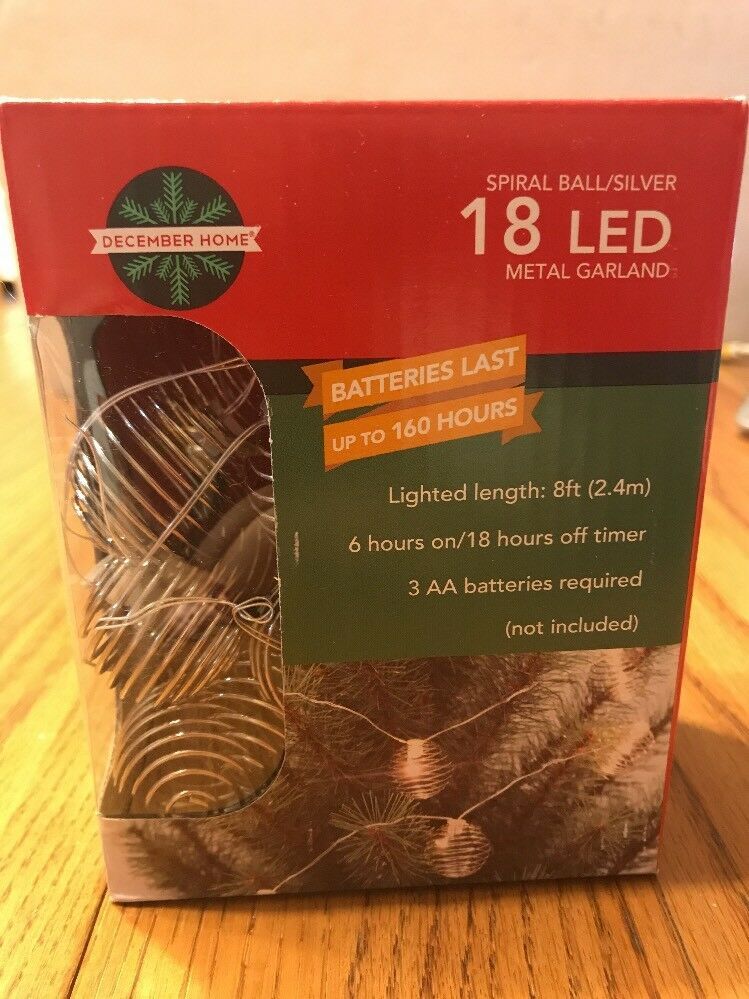 DECEMBER HOME®
SPIRAL BALL/SILVER
18 LED
METAL GARLAND
BATTERIES LAST
UP TO 160 HOURS
Lighted length: 8ft (2.4m)
6 hours on/18 hours off timer
3 AA batteries required
(not included)